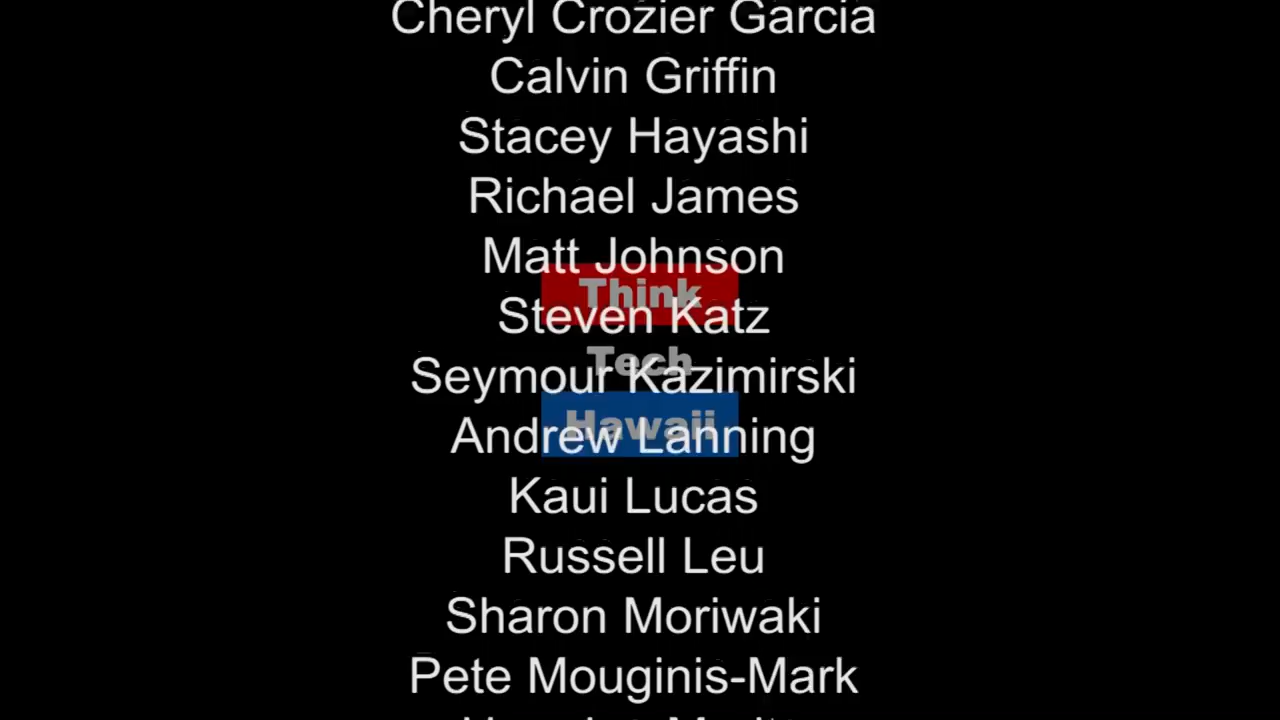 Cheryl Crozier Garcia
Calvin Griffin
Stacey Hayashi
Richael James
Matt Johnson
Think
Steven Katz
Tech
Seymour Kazimirski
Hawaii
Andrew Lanning
Kaui Lucas
Russell Leu
Sharon Moriwaki
Pete Mouginis-Mark